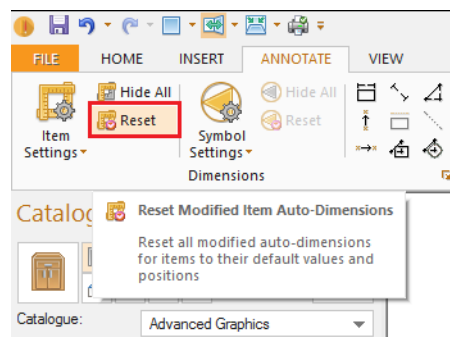 FILE HOME INSERT ANNOTATE VIEW
Hide All
Hide All
Reset
Reset
Item
Settings
Symbol
Settings
Dimensions
Reset Modified Item Auto-Dimensions
Reset all modified auto-dimensions
for items to their default values and
positions
Catalogue:
Advanced Graphics